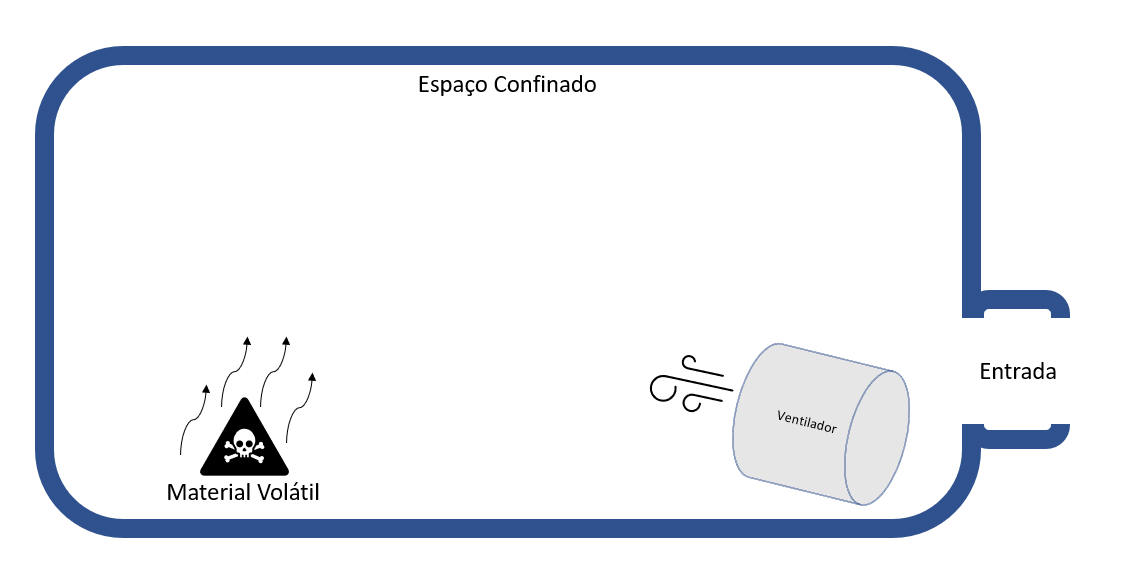 Espaço Confinado
Entrada
Ventilador
Material Volátil